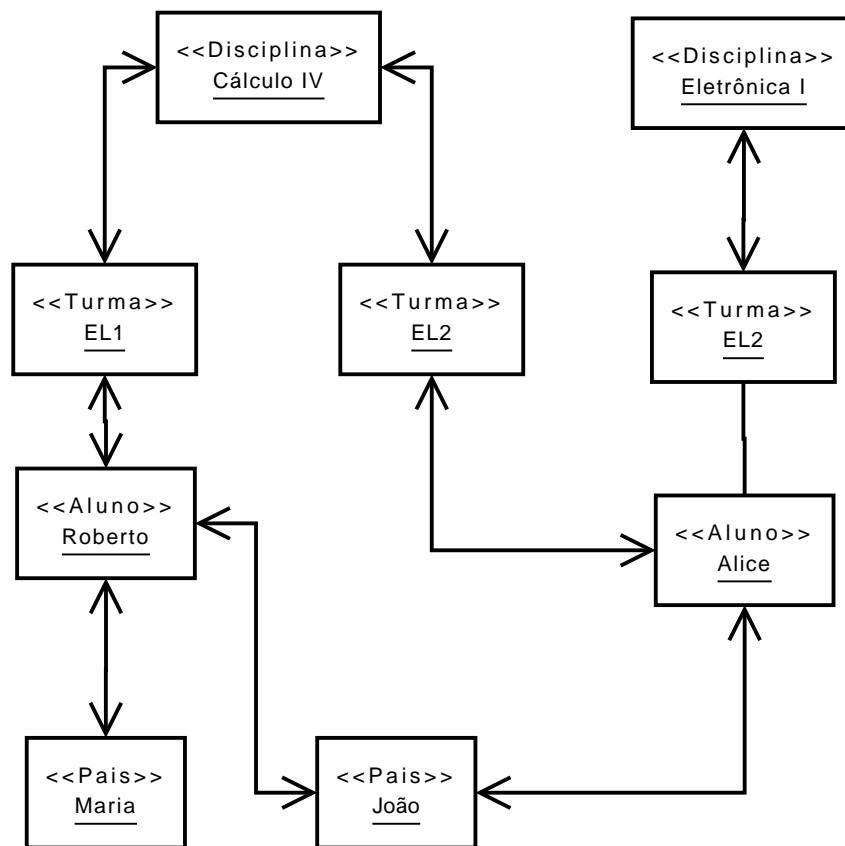 <<Disciplina>>
Cálculo IV
<<Disciplina>>
Eletrônica I
<<Turma>>
EL1
<<Turma>>
EL2
<<Turma>>
EL2
<<Aluno>>
Roberto
<<Aluno>>
Alice
<<Pais>>
Maria
<<Pais>>
João